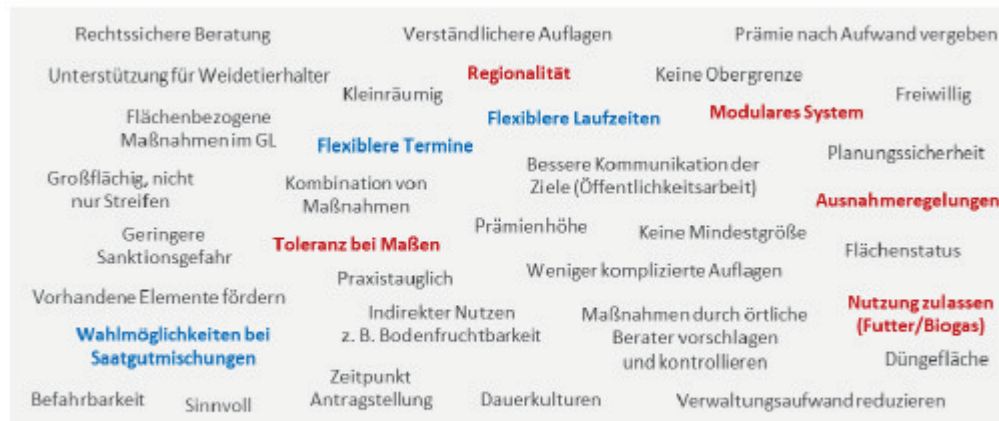 Rechtssichere Beratung
Verständlichere Auflagen
Prämie nach Aufwand vergeben
Unterstützung für Weidetierhalter
Regionalität
Keine Obergrenze
Kleinräumig
Freiwillig
Flächenbezogene
Maßnahmen im GL
Flexiblere Laufzeiten
Modulares System
Flexiblere Termine
Bessere Kommunikation der
Ziele (Öffentlichkeitsarbeit)
Planungssicherheit
Großflächig, nicht
nur Streifen
Kombination von
Maßnahmen
Ausnahmeregelungen
Geringere
Sanktionsgefahr
Toleranz bei Maßen
Prämienhöhe
Keine Mindestgröße
Flächenstatus
Praxistauglich
Weniger komplizierte Auflagen
Vorhandene Elemente fördern
Indirekter Nutzen
z. B. Bodenfruchtbarkeit
Maßnahmen durch örtliche
Berater vorschlagen
und kontrollieren
Nutzung zulassen
(Futter/Biogas)
Wahlmöglichkeiten bei
Saatgutmischungen
Düngefläche
Zeitpunkt
Antragstellung
Befahrbarkeit
Sinnvoll
Dauerkulturen
Verwaltungsaufwand reduzieren